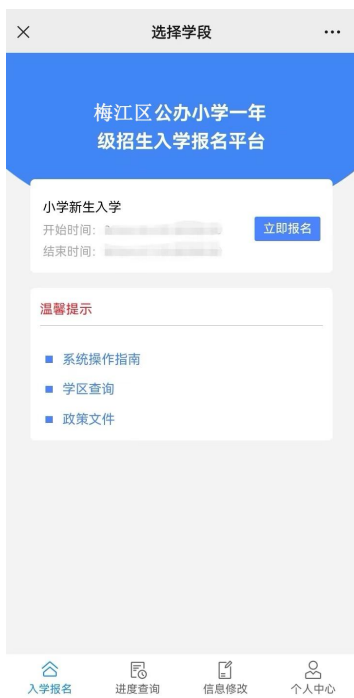 选择学段
梅江区公办小学一年
级招生入学报名平台
小学新生入学
开始时间:
立即报名
结束时间:
温馨提示
系统操作指南
学区查询
政策文件
入学报名
进度查询
信息修改
个人中心